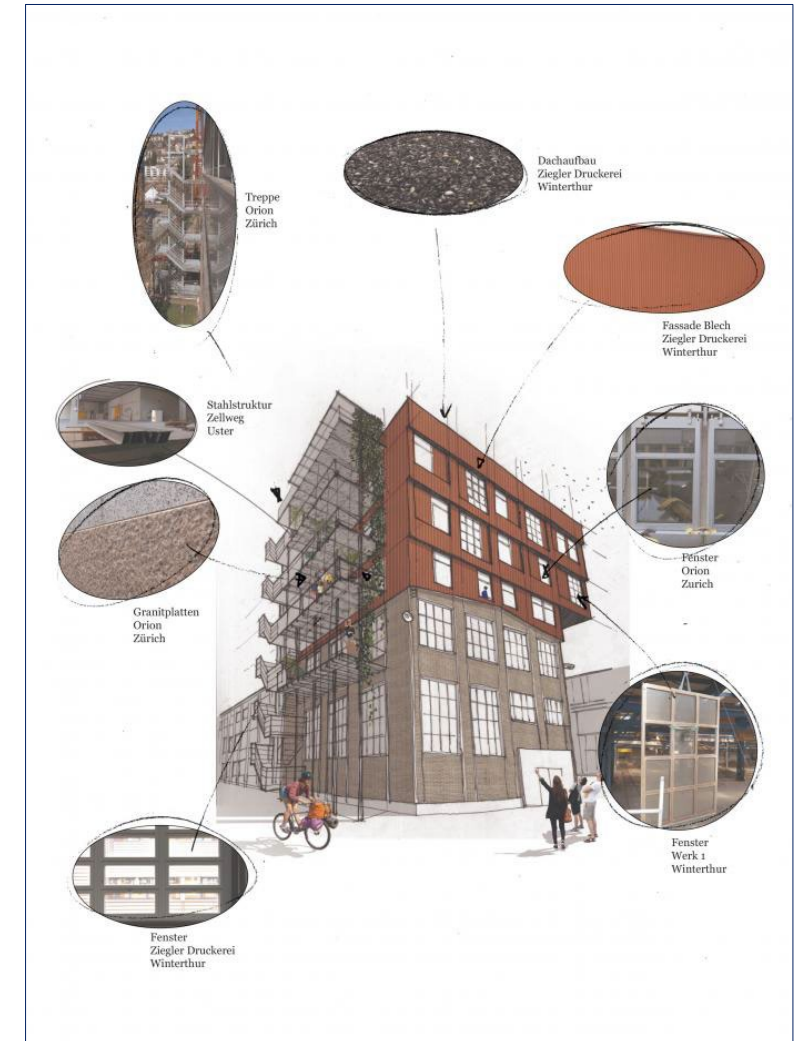 Treppe
Orion
Zürich
Dachaufbau
Ziegler Druckerei
Winterthur
Fassade Blech
Ziegler Druckerei
Winterthur
Stahlstruktur
Zellweg
Uster
Fenster
Orion
Zurich
Granitplatten
Orion
Zürich
Fenster
Werk 1
Winterthur
Fenster
Ziegler Druckerei
Winterthur